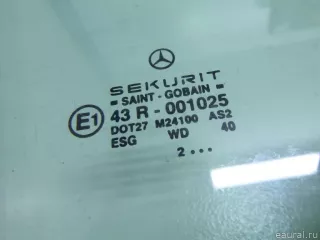 SEKURIT
SAINT-GOBAIN
E1 43 R-001025
DOT27 M24100 AS2
ESG WD 40
2...
© eaural.ru